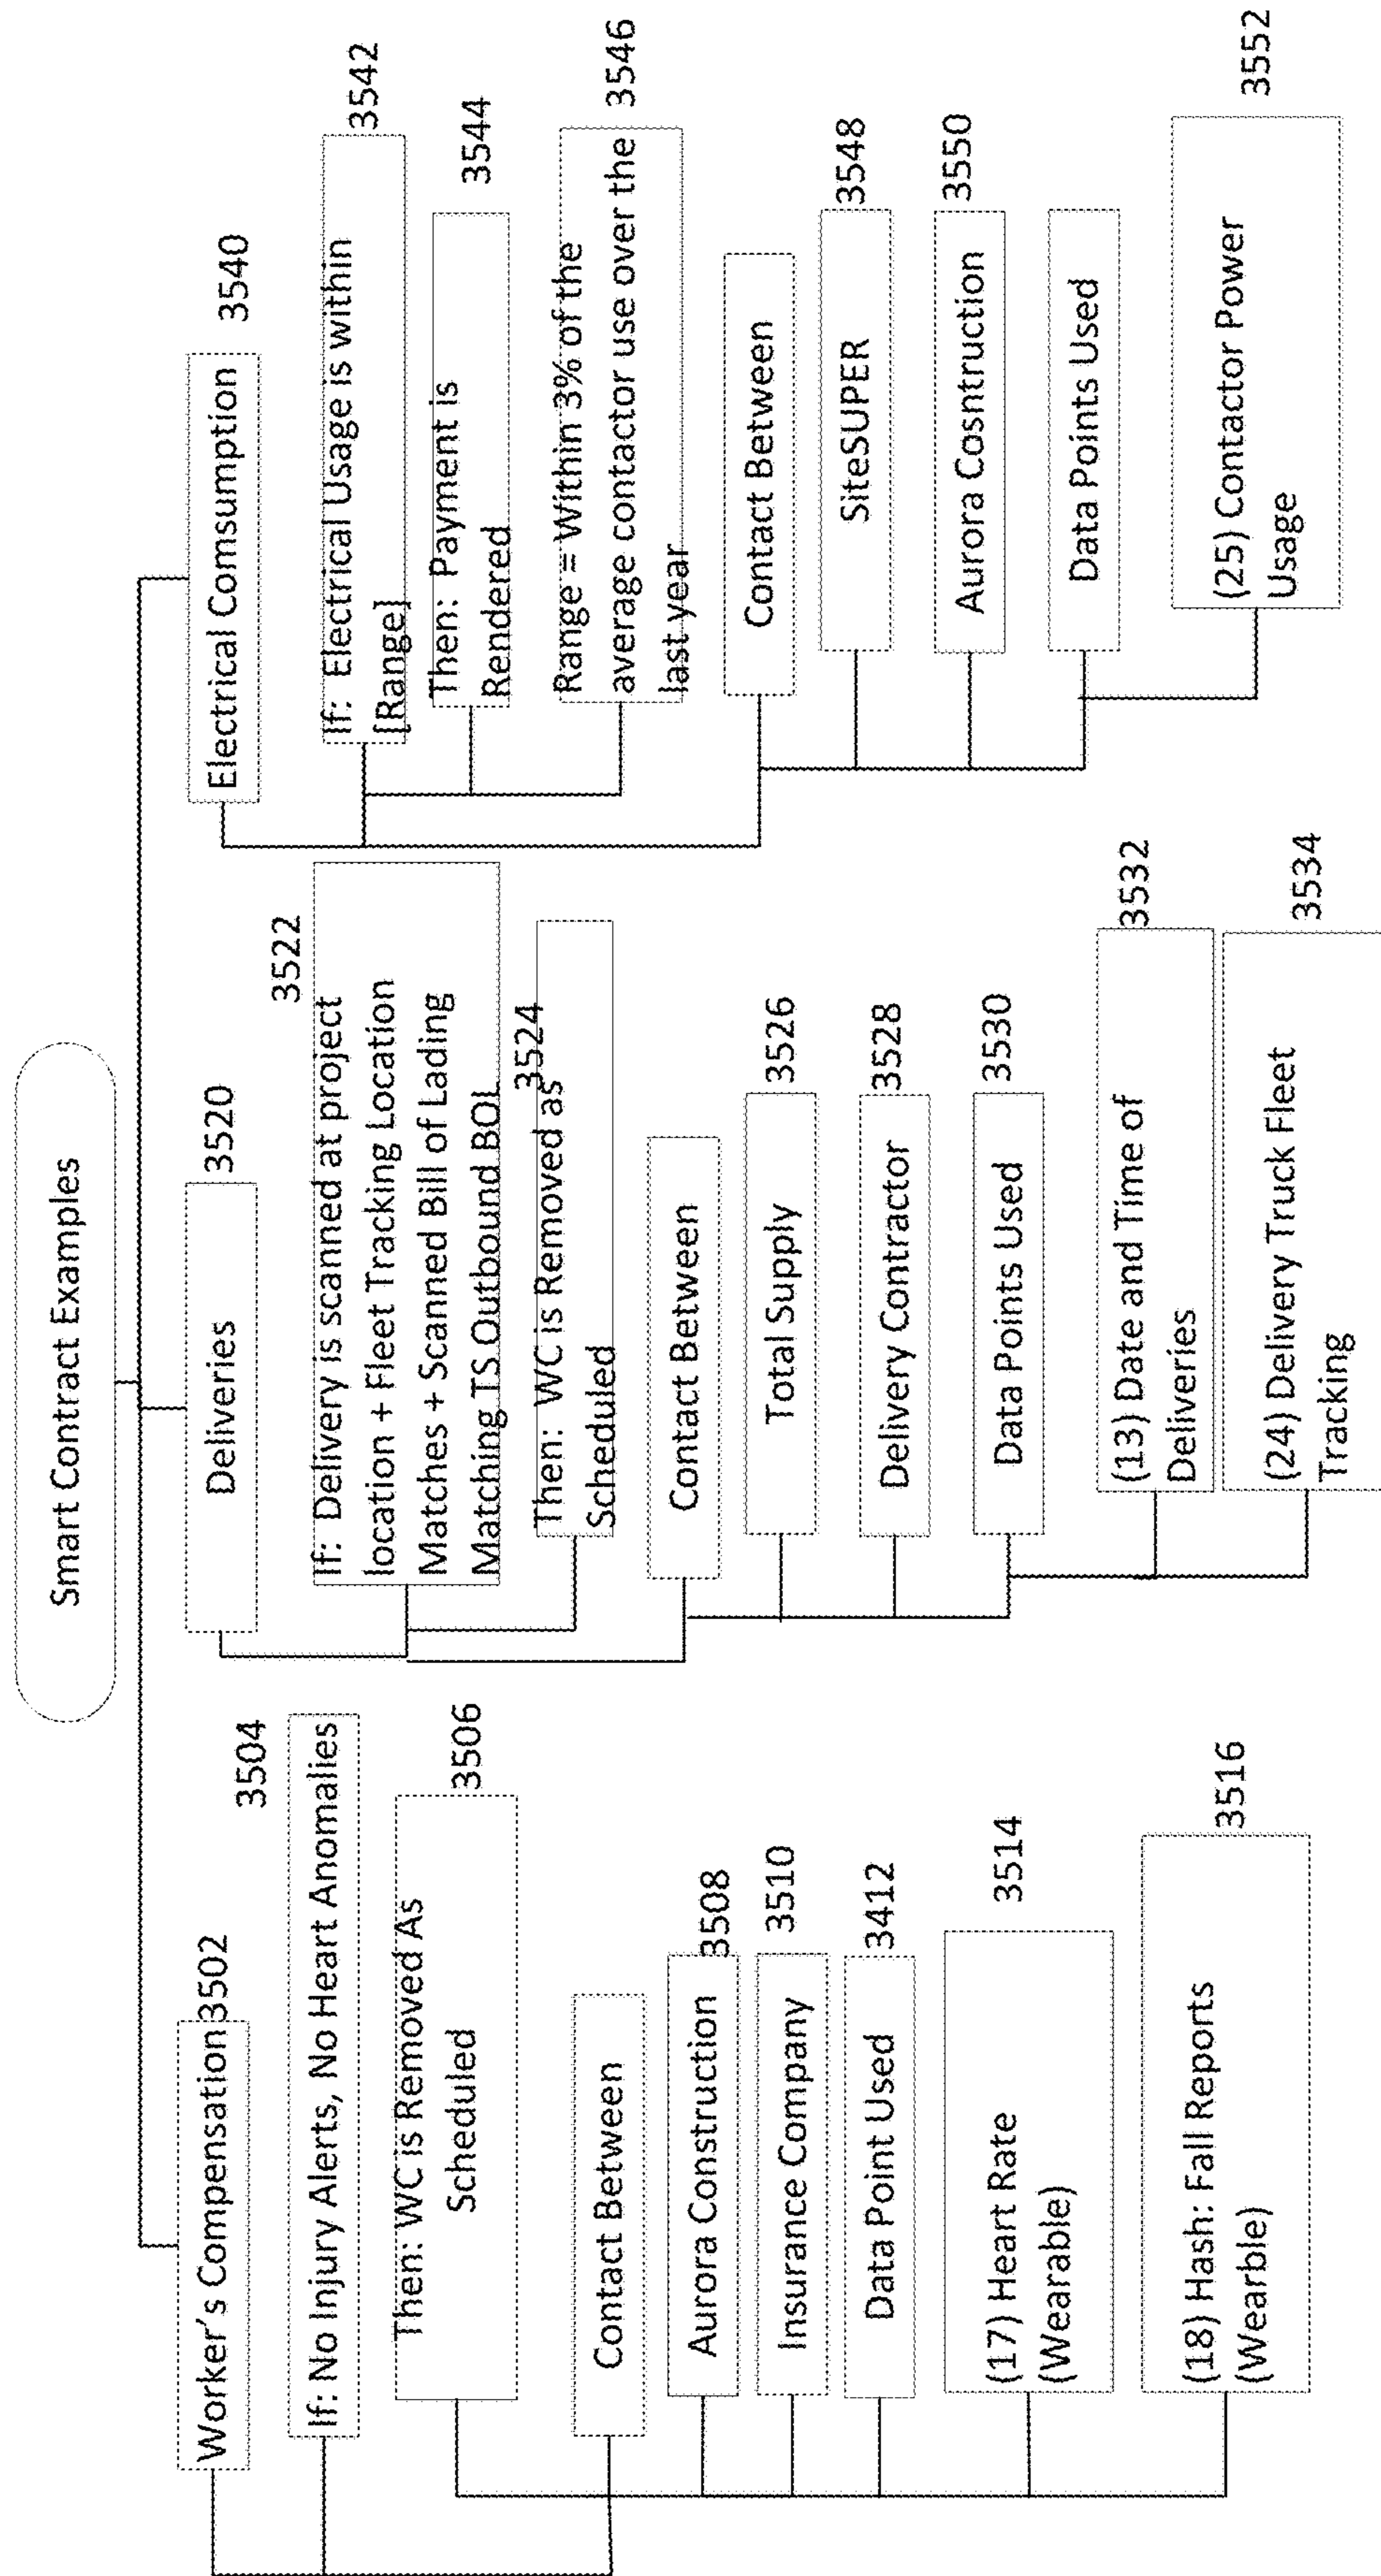 Smart Contract Examples
Worker's Compensation
3502
3504
If: No Injury Alerts, No Heart Anomalies
Then: WC is Removed As
Scheduled
3506
Contact Between
Aurora Construction
3508
Insurance Company
3510
Data Point Used
3412
(17) Heart Rate
(Wearable)
3514
(18) Hash: Fall Reports
(Wearble)
3516
Deliveries
3520
3522
If: Delivery is scanned at project
location + Fleet Tracking Location
Matches + Scanned Bill of Lading
Matching TS Outbound BOL
3524
Then: WC is Removed as
Scheduled
Contact Between
Total Supply
3526
Delivery Contractor
3528
Data Points Used
3530
(13) Date and Time of
Deliveries
3532
(24) Delivery Truck Fleet
Tracking
3534
Electrical Comsumption
3540
If: Electrical Usage is within
[Range]
3542
Then: Payment is
Rendered
3544
Range = Within 3% of the
average contactor use over the
last year
3546
Contact Between
SiteSUPER
3548
Aurora Cosntruction
3550
Data Points Used
(25) Contactor Power
Usage
3552